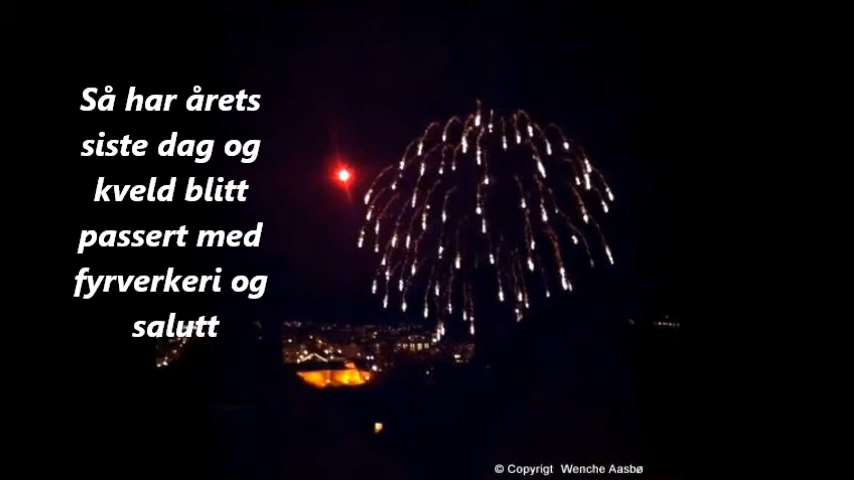 Så har årets
siste dag og
kveld blitt
passert med
fyrverkeri og
salutt
© Copyrigt Wenche Aasbø